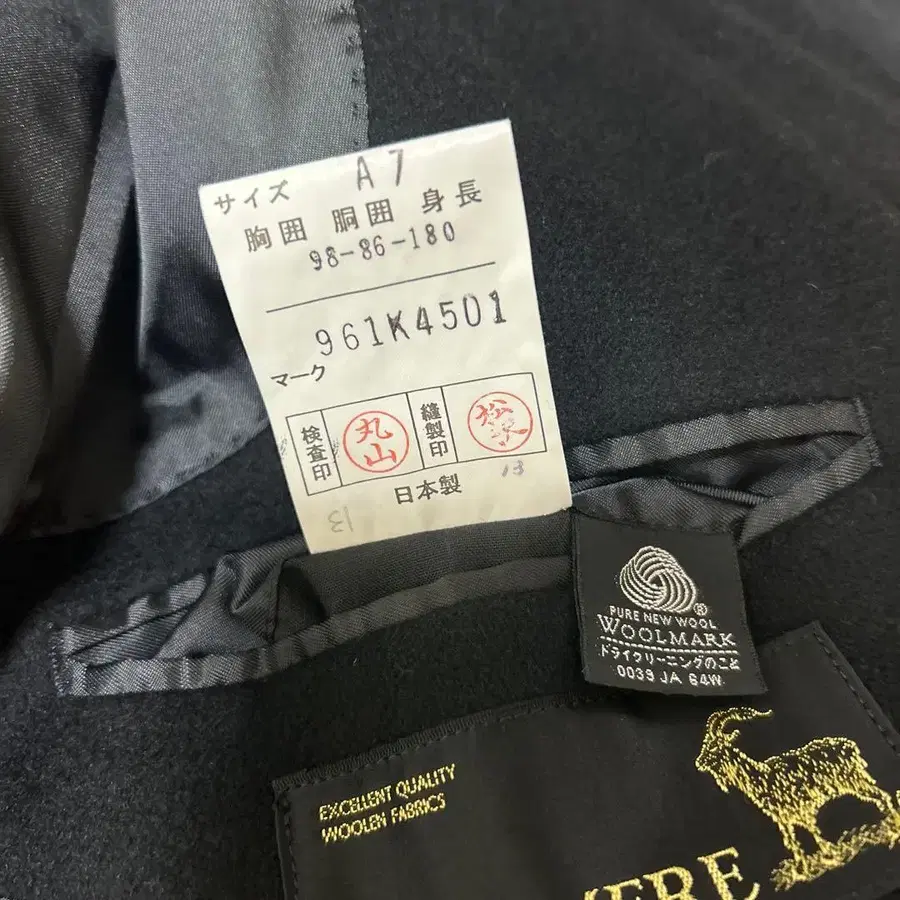 サイズ A7
胸囲 胴囲 身長
98-86-180
961K4501
マーク
検査印 丸山 縫製印
日本製
13
13
PURE NEW WOOL
WOOLMARK
ドライクリーニングのこと
0039 JA 64W
EXCELLENT QUALITY
WOOLEN FABRICS